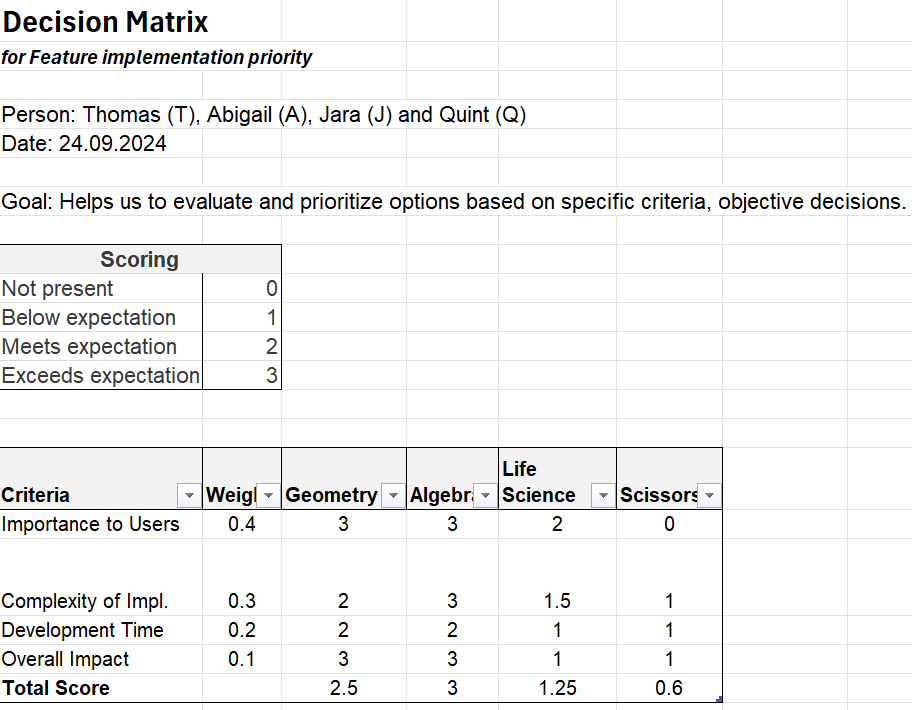 Decision Matrix
for Feature implementation priority
Person: Thomas (T), Abigail (A), Jara (J) and Quint (Q)
Date: 24.09.2024
Goal: Helps us to evaluate and prioritize options based on specific criteria, objective decisions.
Scoring
Not present 0
Below expectation 1
Meets expectation 2
Exceeds expectation 3
Life
Criteria Weigl Geometry Algebr Science Scissors
Importance to Users 0.4 3 3 2 0
Complexity of Impl. 0.3 2 3 1.5 1
Development Time 0.2 2 2 1 1
Overall Impact 0.1 3 3 1 1
Total Score 2.5 3 1.25 0.6